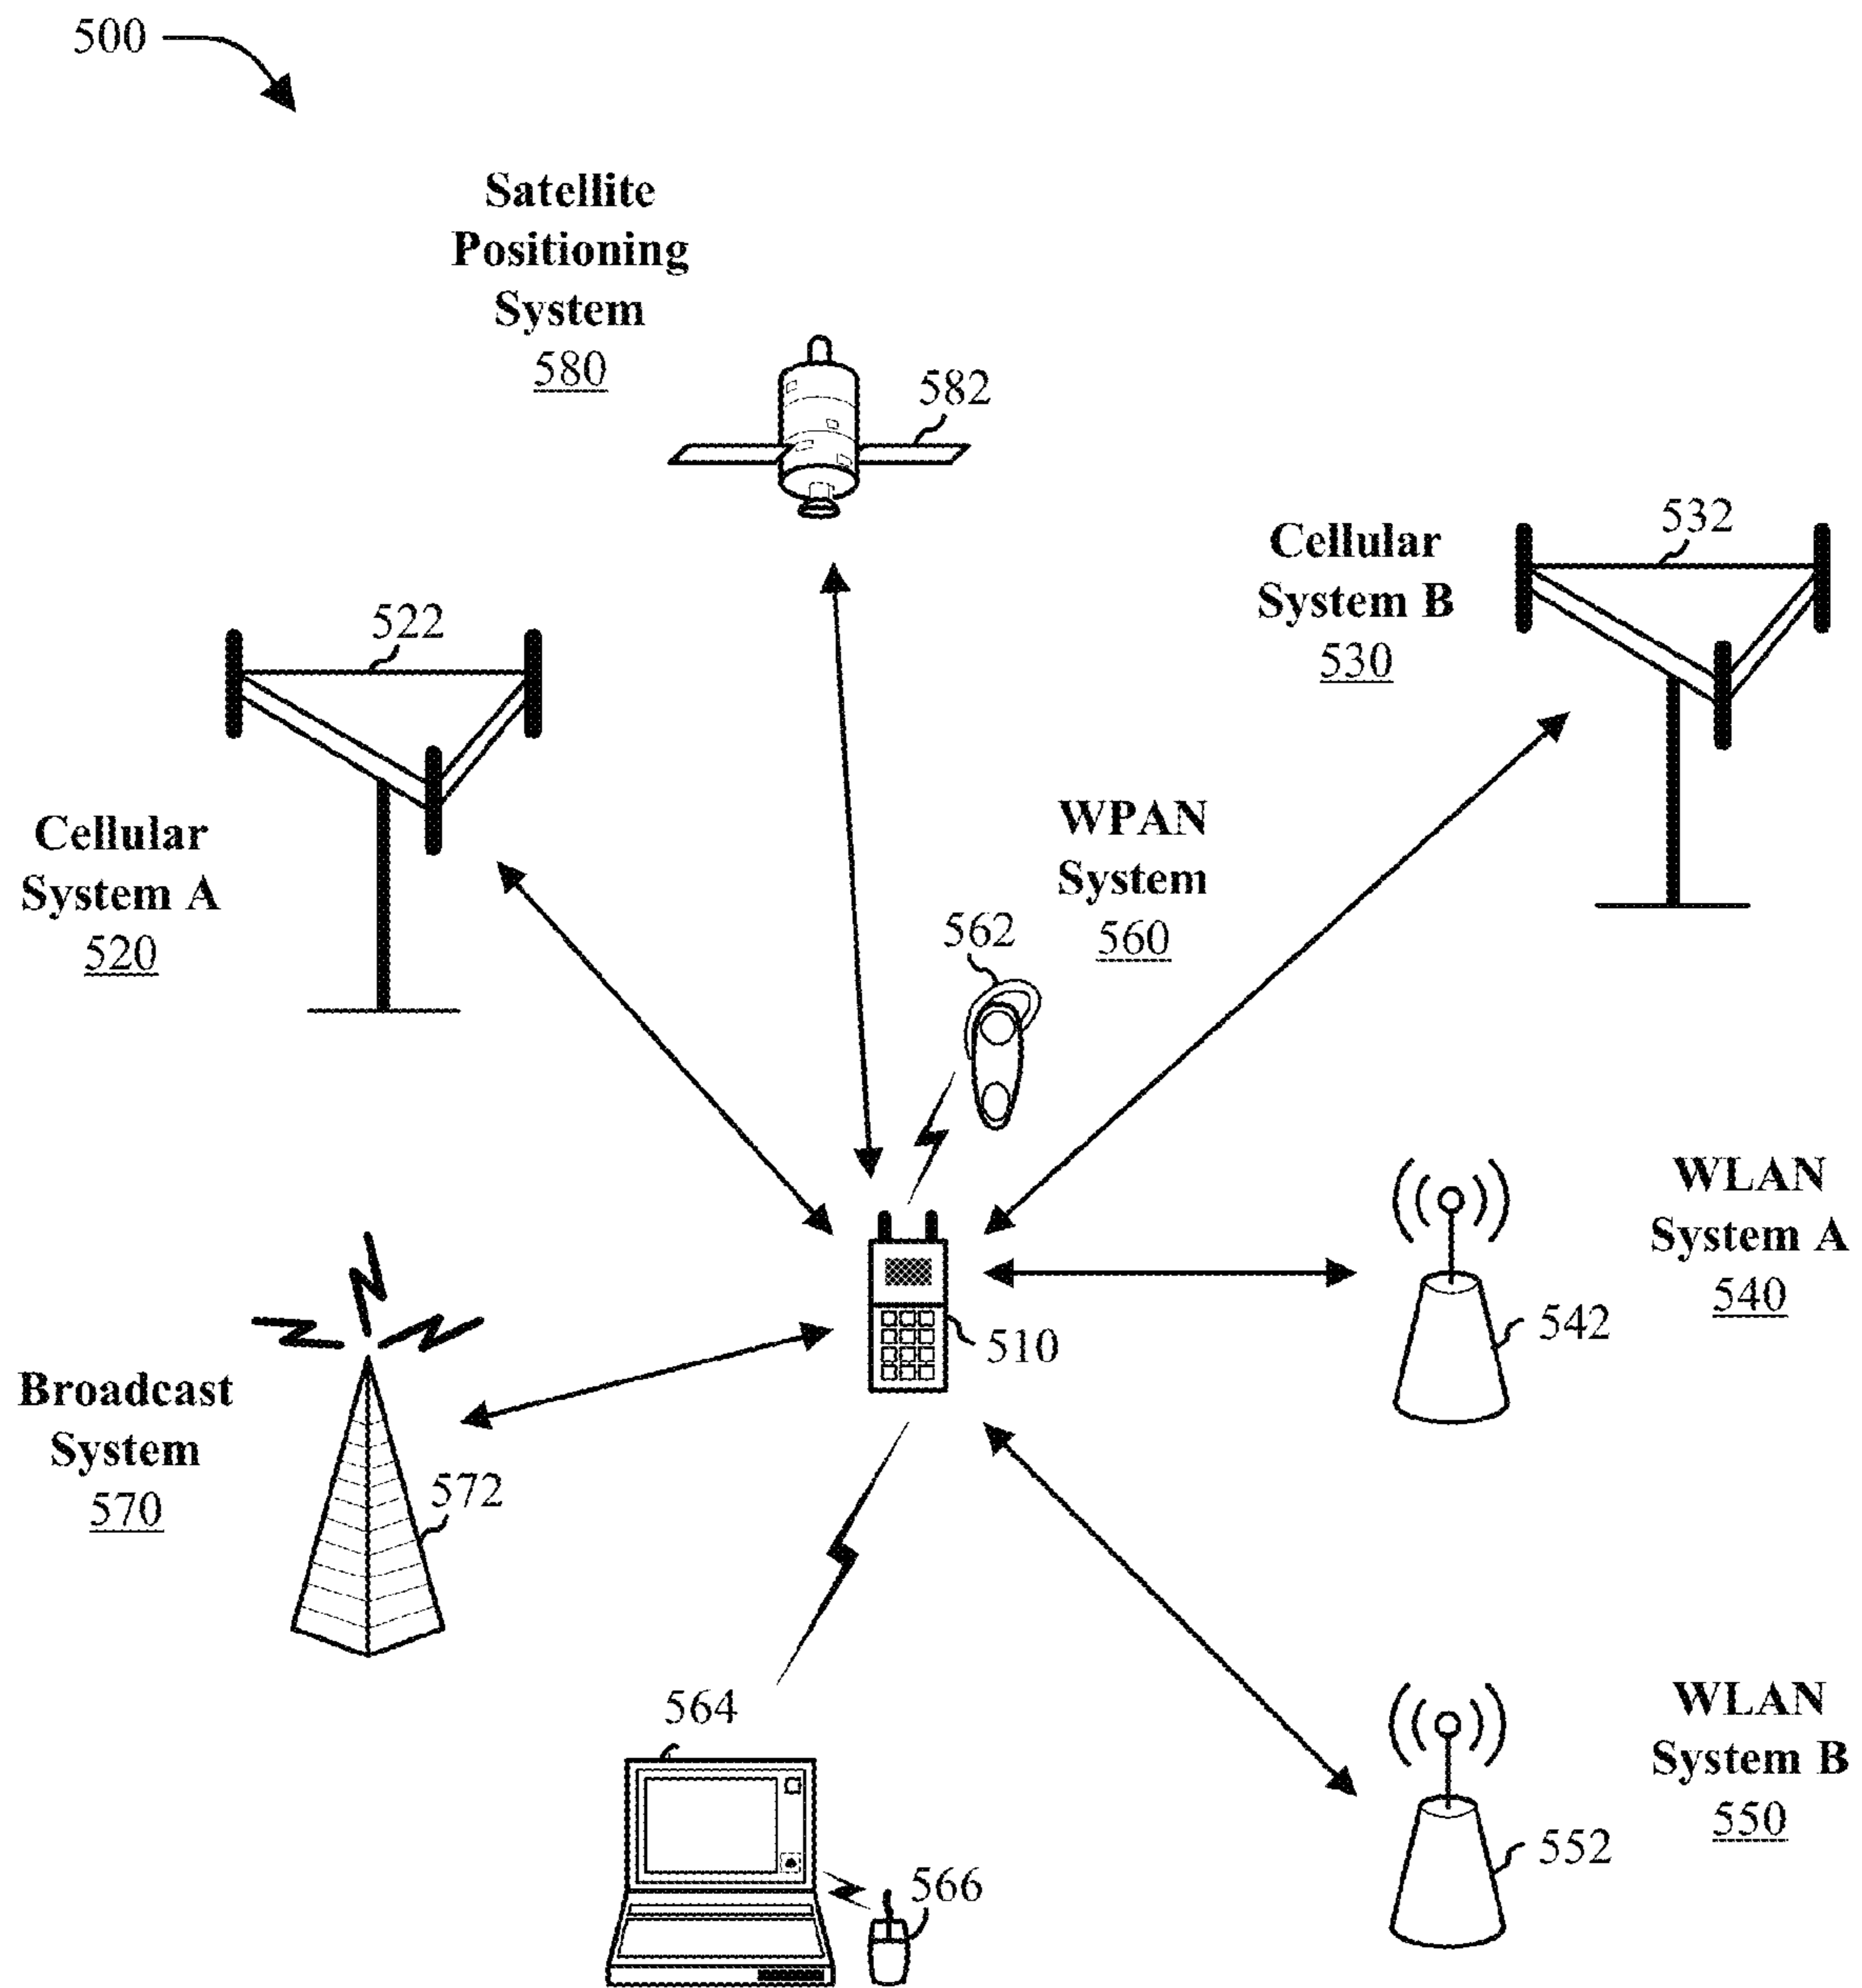 500
Satellite
Positioning
System
580
582
Cellular
System B
530
532
522
Cellular
System A
520
WPAN
System
560
562
WLAN
System A
540
542
510
Broadcast
System
570
572
564
566
WLAN
System B
550
552